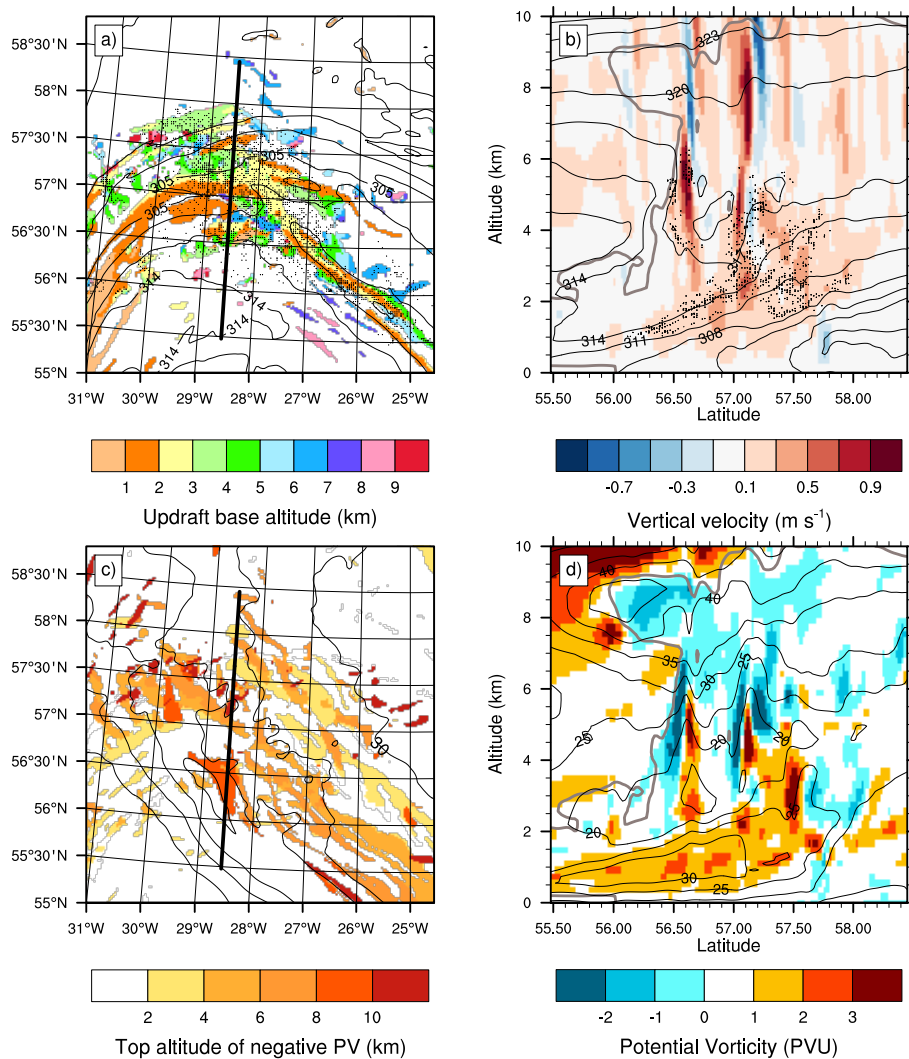 a)
58°30'N
58°N
57°30'N
57°N
56°30'N
56°N
55°30'N
55°N
31°W 30°W 29°W 28°W 27°W 26°W 25°W
305
305
305
305
314
314
314
314
1 2 3 4 5 6 7 8 9
Updraft base altitude (km)
b)
10
8
6
4
2
0
Altitude (km)
323
320
317
314
314
311
308
55.50 56.00 56.50 57.00 57.50 58.00
Latitude
-0.7 -0.3 0.1 0.5 0.9
Vertical velocity (m s⁻¹)
c)
58°30'N
58°N
57°30'N
57°N
56°30'N
56°N
55°30'N
55°N
31°W 30°W 29°W 28°W 27°W 26°W 25°W
30
2 4 6 8 10
Top altitude of negative PV (km)
d)
10
8
6
4
2
0
Altitude (km)
40
40
35
25
30
25
20
20
25
20
30
25
55.50 56.00 56.50 57.00 57.50 58.00
Latitude
-2 -1 0 1 2 3
Potential Vorticity (PVU)